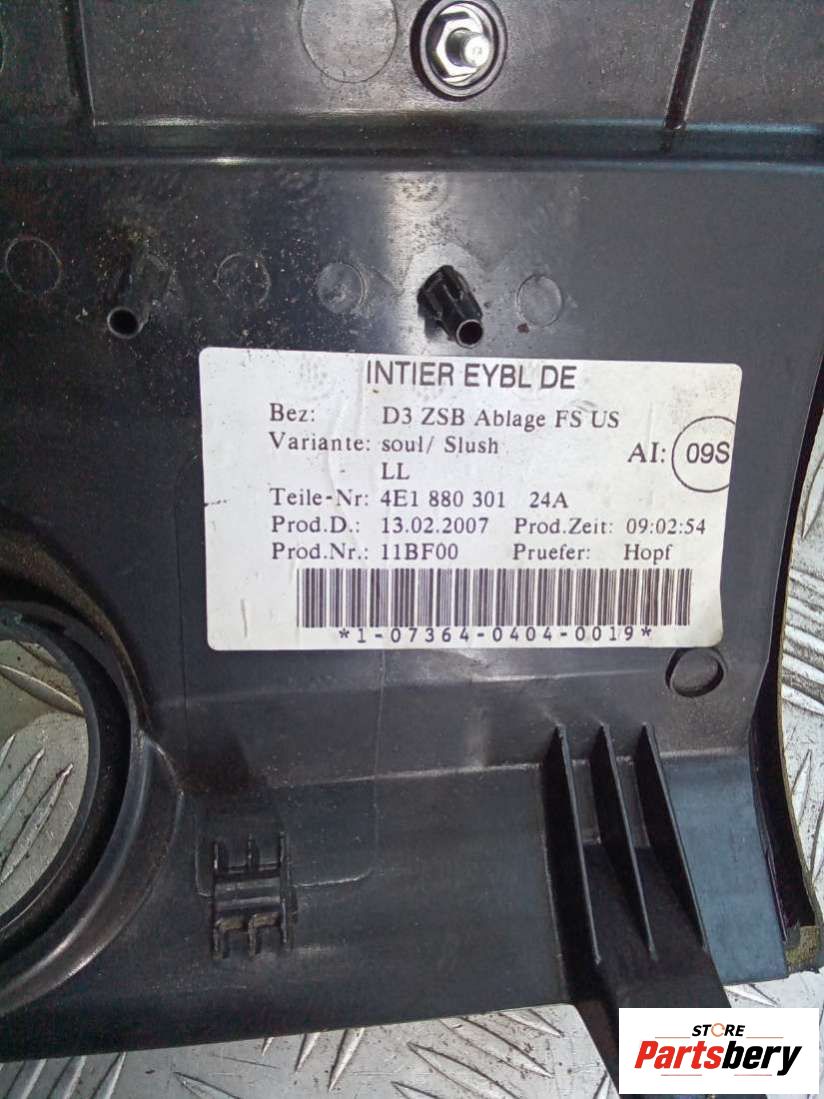 INTIER EYBL DE
Bez: D3 ZSB Ablage FS US
Variante: soul/ Slush
AI: 09S
LL
Teile-Nr: 4E1 880 301 24A
Prod.D.: 13.02.2007 Prod.Zeit: 09:02:54
Prod.Nr.: 11BF00 Pruefer: Hopf
*1-07364-0404-0019*
STORE
Partsbery